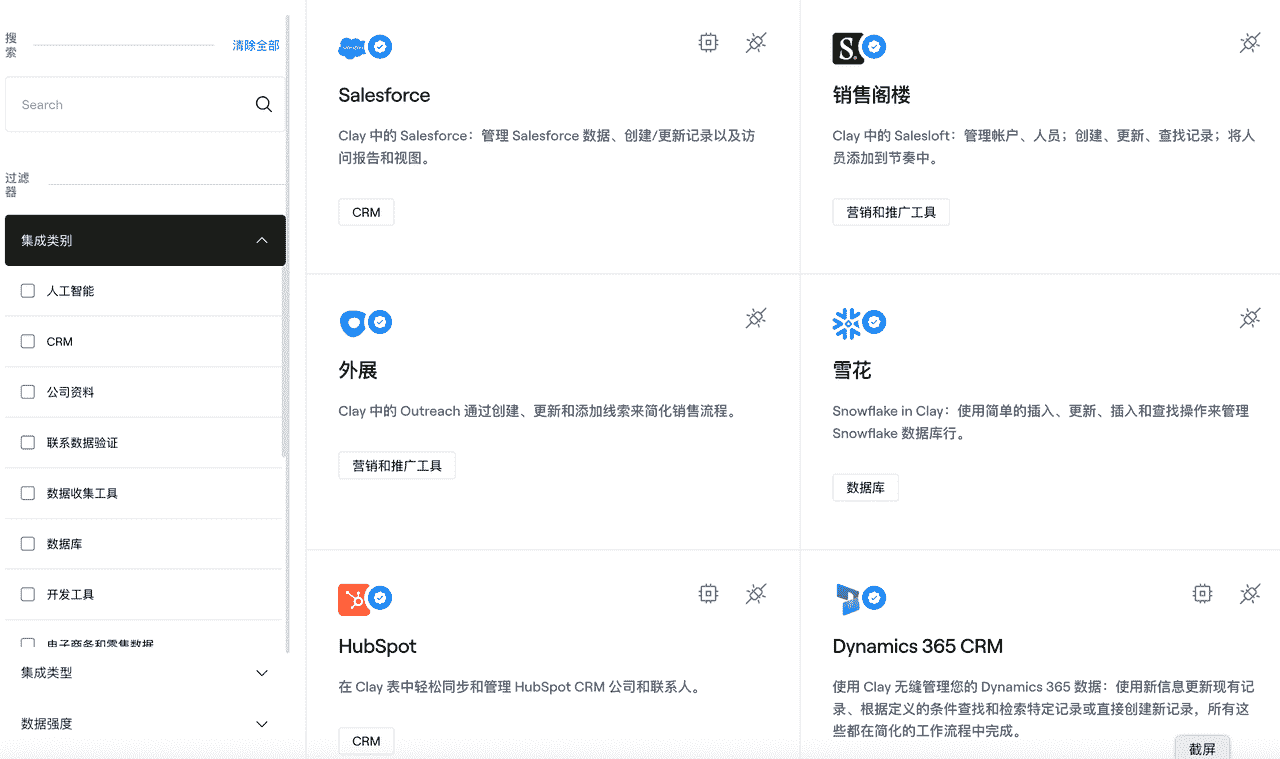 搜
索
清除全部
Search
过滤
器
集成类别
人工智能
CRM
公司资料
联系数据验证
数据收集工具
数据库
开发工具
电子商务和零售数据
集成类型
数据强度
Salesforce
Clay 中的 Salesforce：管理 Salesforce 数据、创建/更新记录以及访
问报告和视图。
CRM
S.
销售阁楼
Clay 中的 Salesloft：管理帐户、人员；创建、更新、查找记录；将人
员添加到节奏中。
营销和推广工具
外展
Clay 中的 Outreach 通过创建、更新和添加线索来简化销售流程。
营销和推广工具
雪花
Snowflake in Clay：使用简单的插入、更新、插入和查找操作来管理
Snowflake 数据库行。
数据库
HubSpot
在 Clay 表中轻松同步和管理 HubSpot CRM 公司和联系人。
CRM
Dynamics 365 CRM
使用 Clay 无缝管理您的 Dynamics 365 数据：使用新信息更新现有记
录、根据定义的条件查找和检索特定记录或直接创建新记录，所有这
些都在简化的工作流程中完成。
截屏